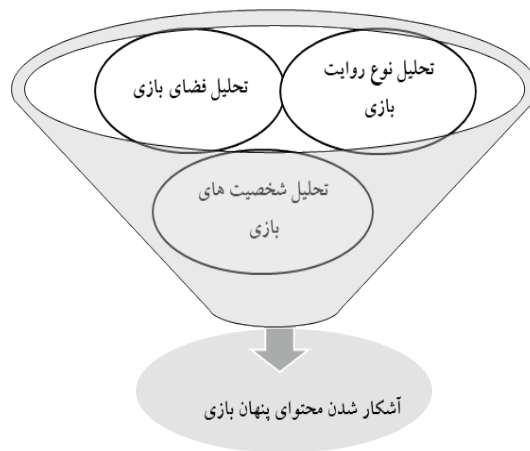 تحلیل نوع روایت
بازی
تحلیل فضای بازی
تحلیل شخصیت های
بازی
آشکار شدن محتوای پنهان بازی